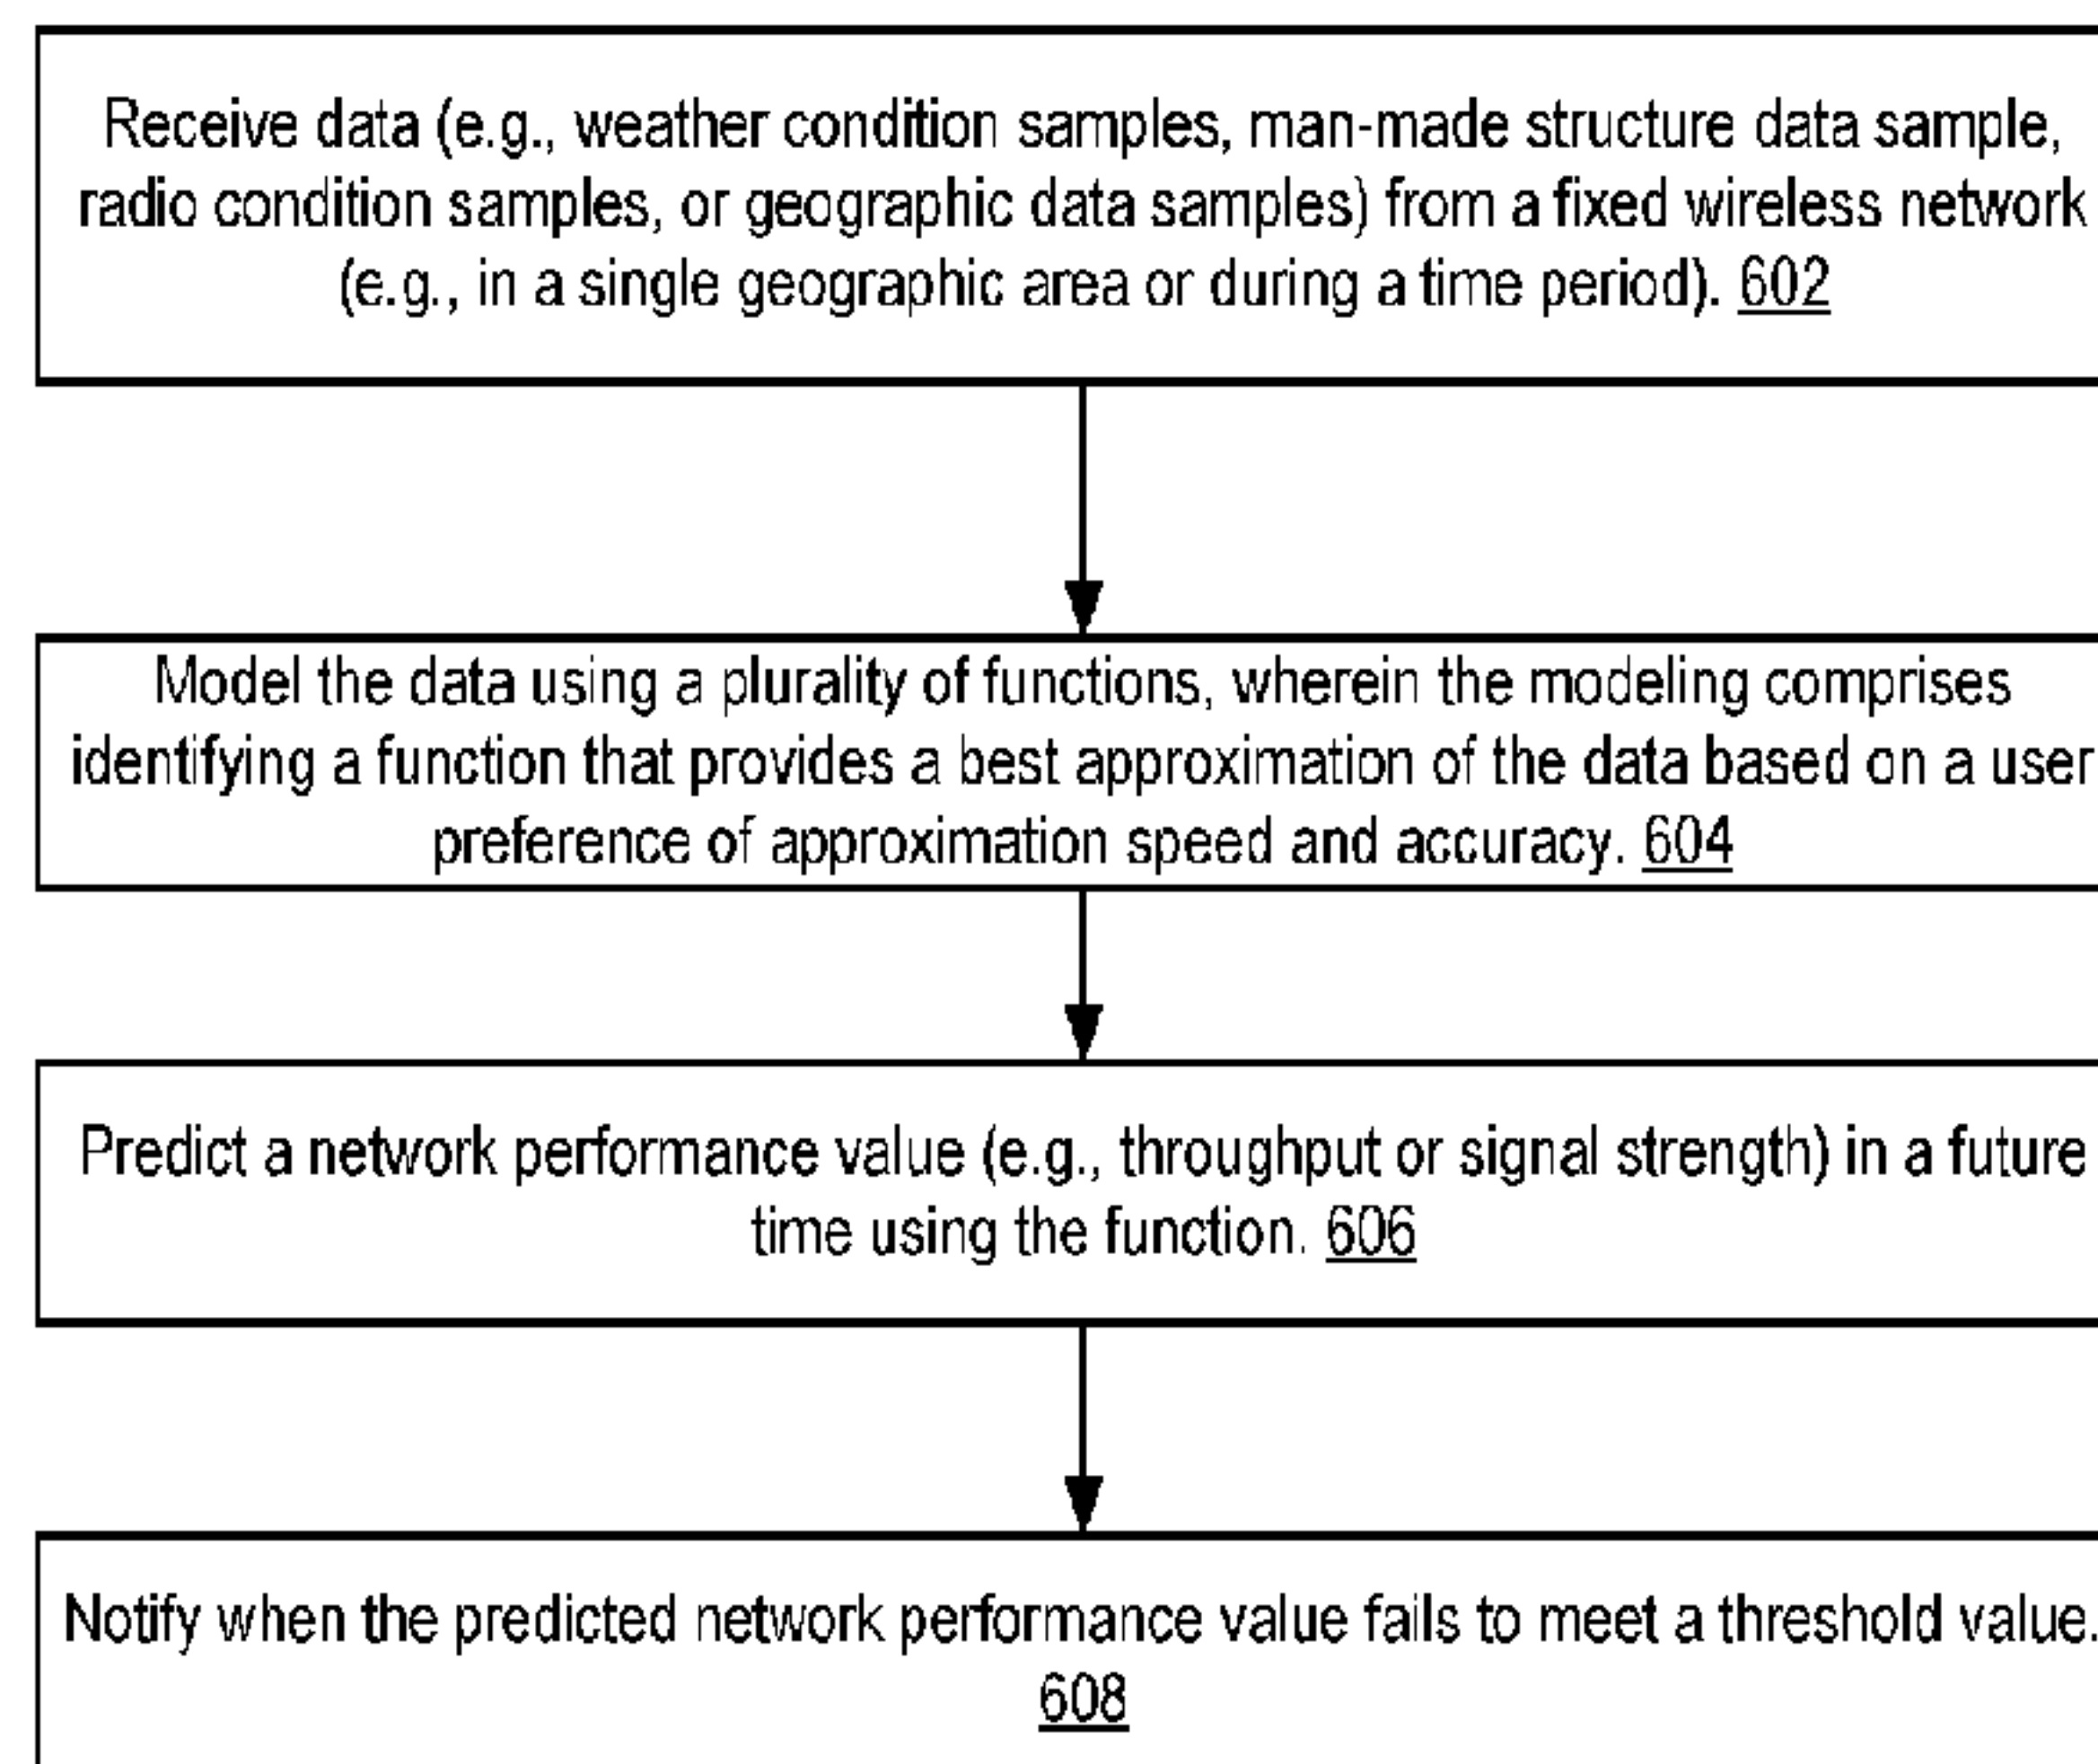 Receive data (e.g., weather condition samples, man-made structure data sample,
radio condition samples, or geographic data samples) from a fixed wireless network
(e.g., in a single geographic area or during a time period). 602
Model the data using a plurality of functions, wherein the modeling comprises
identifying a function that provides a best approximation of the data based on a user
preference of approximation speed and accuracy. 604
Predict a network performance value (e.g., throughput or signal strength) in a future
time using the function. 606
Notify when the predicted network performance value fails to meet a threshold value.
608